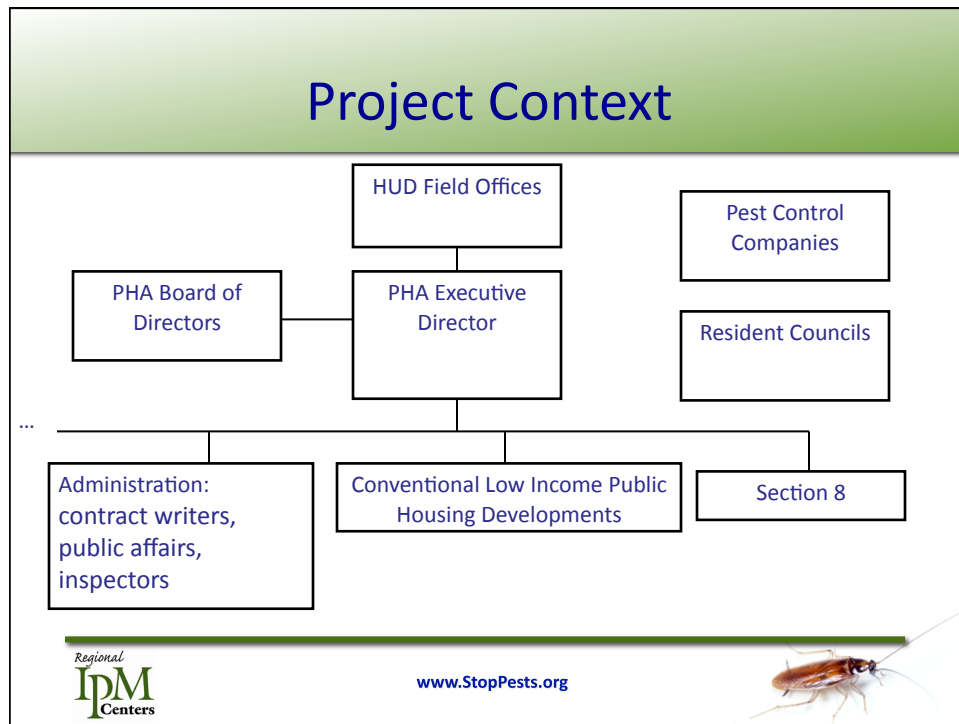 Project Context
HUD Field Offices
Pest Control
Companies
PHA Board of
Directors
PHA Executive
Director
Resident Councils
...
Administration:
contract writers,
public affairs,
inspectors
Conventional Low Income Public
Housing Developments
Section 8
Regional
IPM
Centers
www.StopPests.org